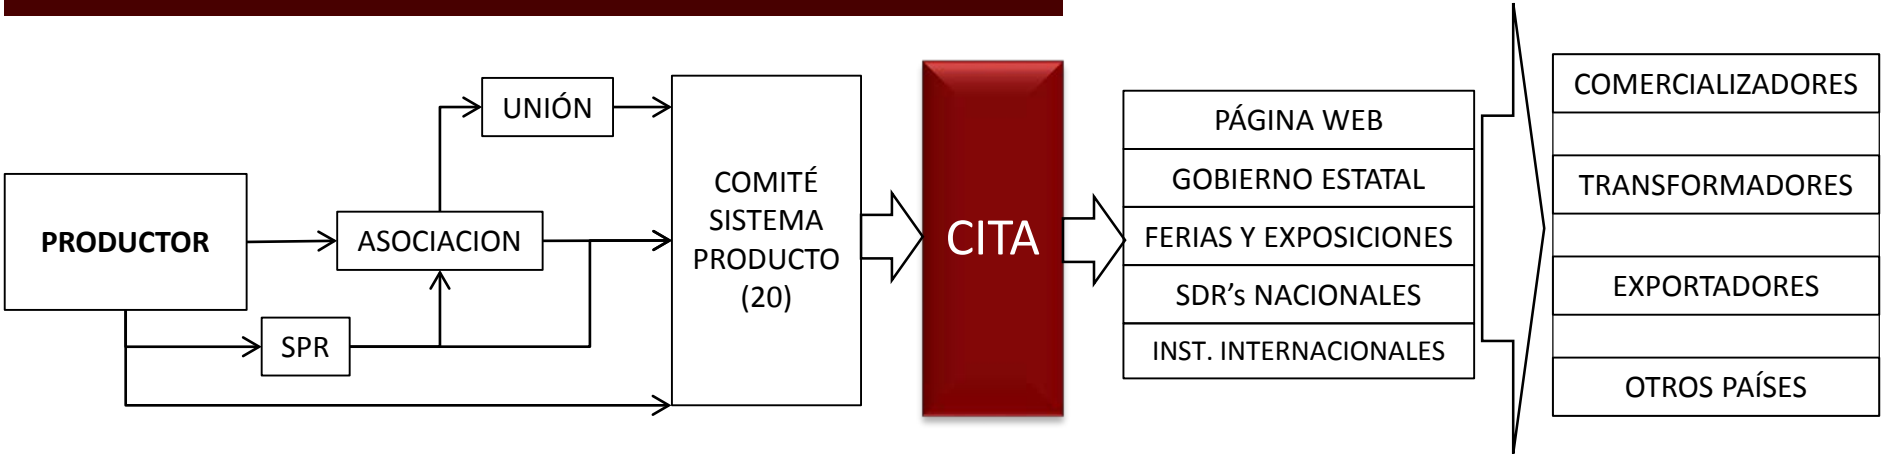 PRODUCTOR
SPR
ASOCIACION
UNIÓN
COMITÉ
SISTEMA
PRODUCTO
(20)
CITA
PÁGINA WEB
GOBIERNO ESTATAL
FERIAS Y EXPOSICIONES
SDR's NACIONALES
INST. INTERNACIONALES
COMERCIALIZADORES
TRANSFORMADORES
EXPORTADORES
OTROS PAÍSES